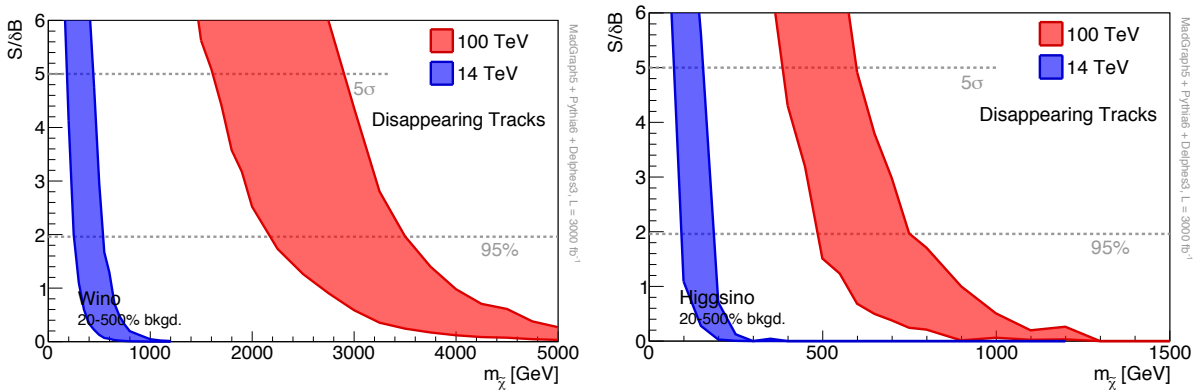 S/δB
6
5
4
3
2
1
0
0 1000 2000 3000 4000 5000
m_χ̃ [GeV]
100 TeV
14 TeV
5σ
Disappearing Tracks
95%
Wino
20-500% bkgd.
MadGraph5 + Pythia6 + Delphes3, L = 3000 fb⁻¹
S/δB
6
5
4
3
2
1
0
0 500 1000 1500
m_χ̃ [GeV]
100 TeV
14 TeV
5σ
Disappearing Tracks
95%
Higgsino
20-500% bkgd.
MadGraph5 + Pythia6 + Delphes3, L = 3000 fb⁻¹